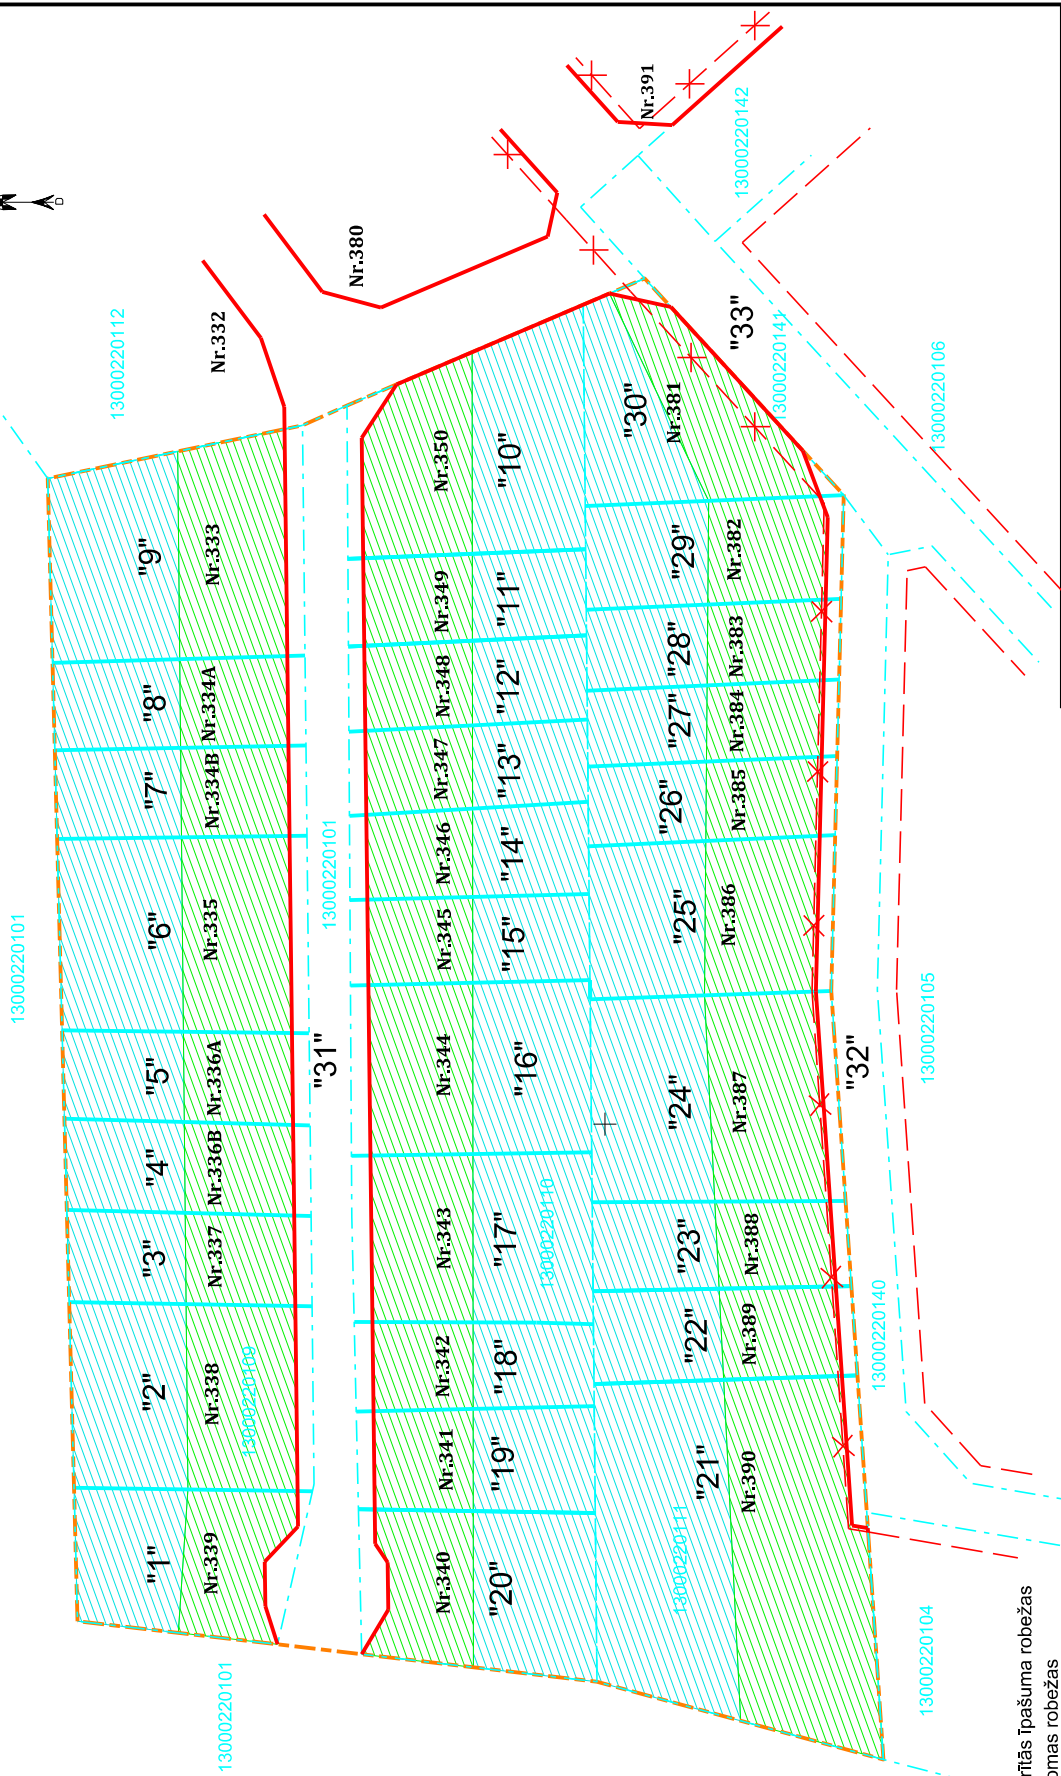 13000220112
Nr.332
Nr.380
Nr.391
13000220142
"33"
13000220141
13000220106
"9"
Nr.333
"8"
Nr.334A
"7"
Nr.334B
"6"
Nr.335
"5"
Nr.336A
"4"
Nr.336B
"3"
Nr.337
"2"
Nr.338
13000220109
"1"
Nr.339
13000220101
13000220101
13000220101
"31"
Nr.350
"10"
Nr.349
"11"
Nr.348
"12"
Nr.347
"13"
Nr.346
"14"
Nr.345
"15"
Nr.344
"16"
Nr.343
"17"
13000220110
Nr.342
"18"
Nr.341
"19"
Nr.340
"20"
"30"
Nr.381
"29"
Nr.382
"28"
Nr.383
"27"
Nr.384
"26"
Nr.385
"25"
Nr.386
"24"
Nr.387
"23"
Nr.388
"22"
Nr.389
"21"
Nr.390
13000220111
"32"
13000220105
13000220140
13000220104
rītās īpašuma robežas
omas robežas